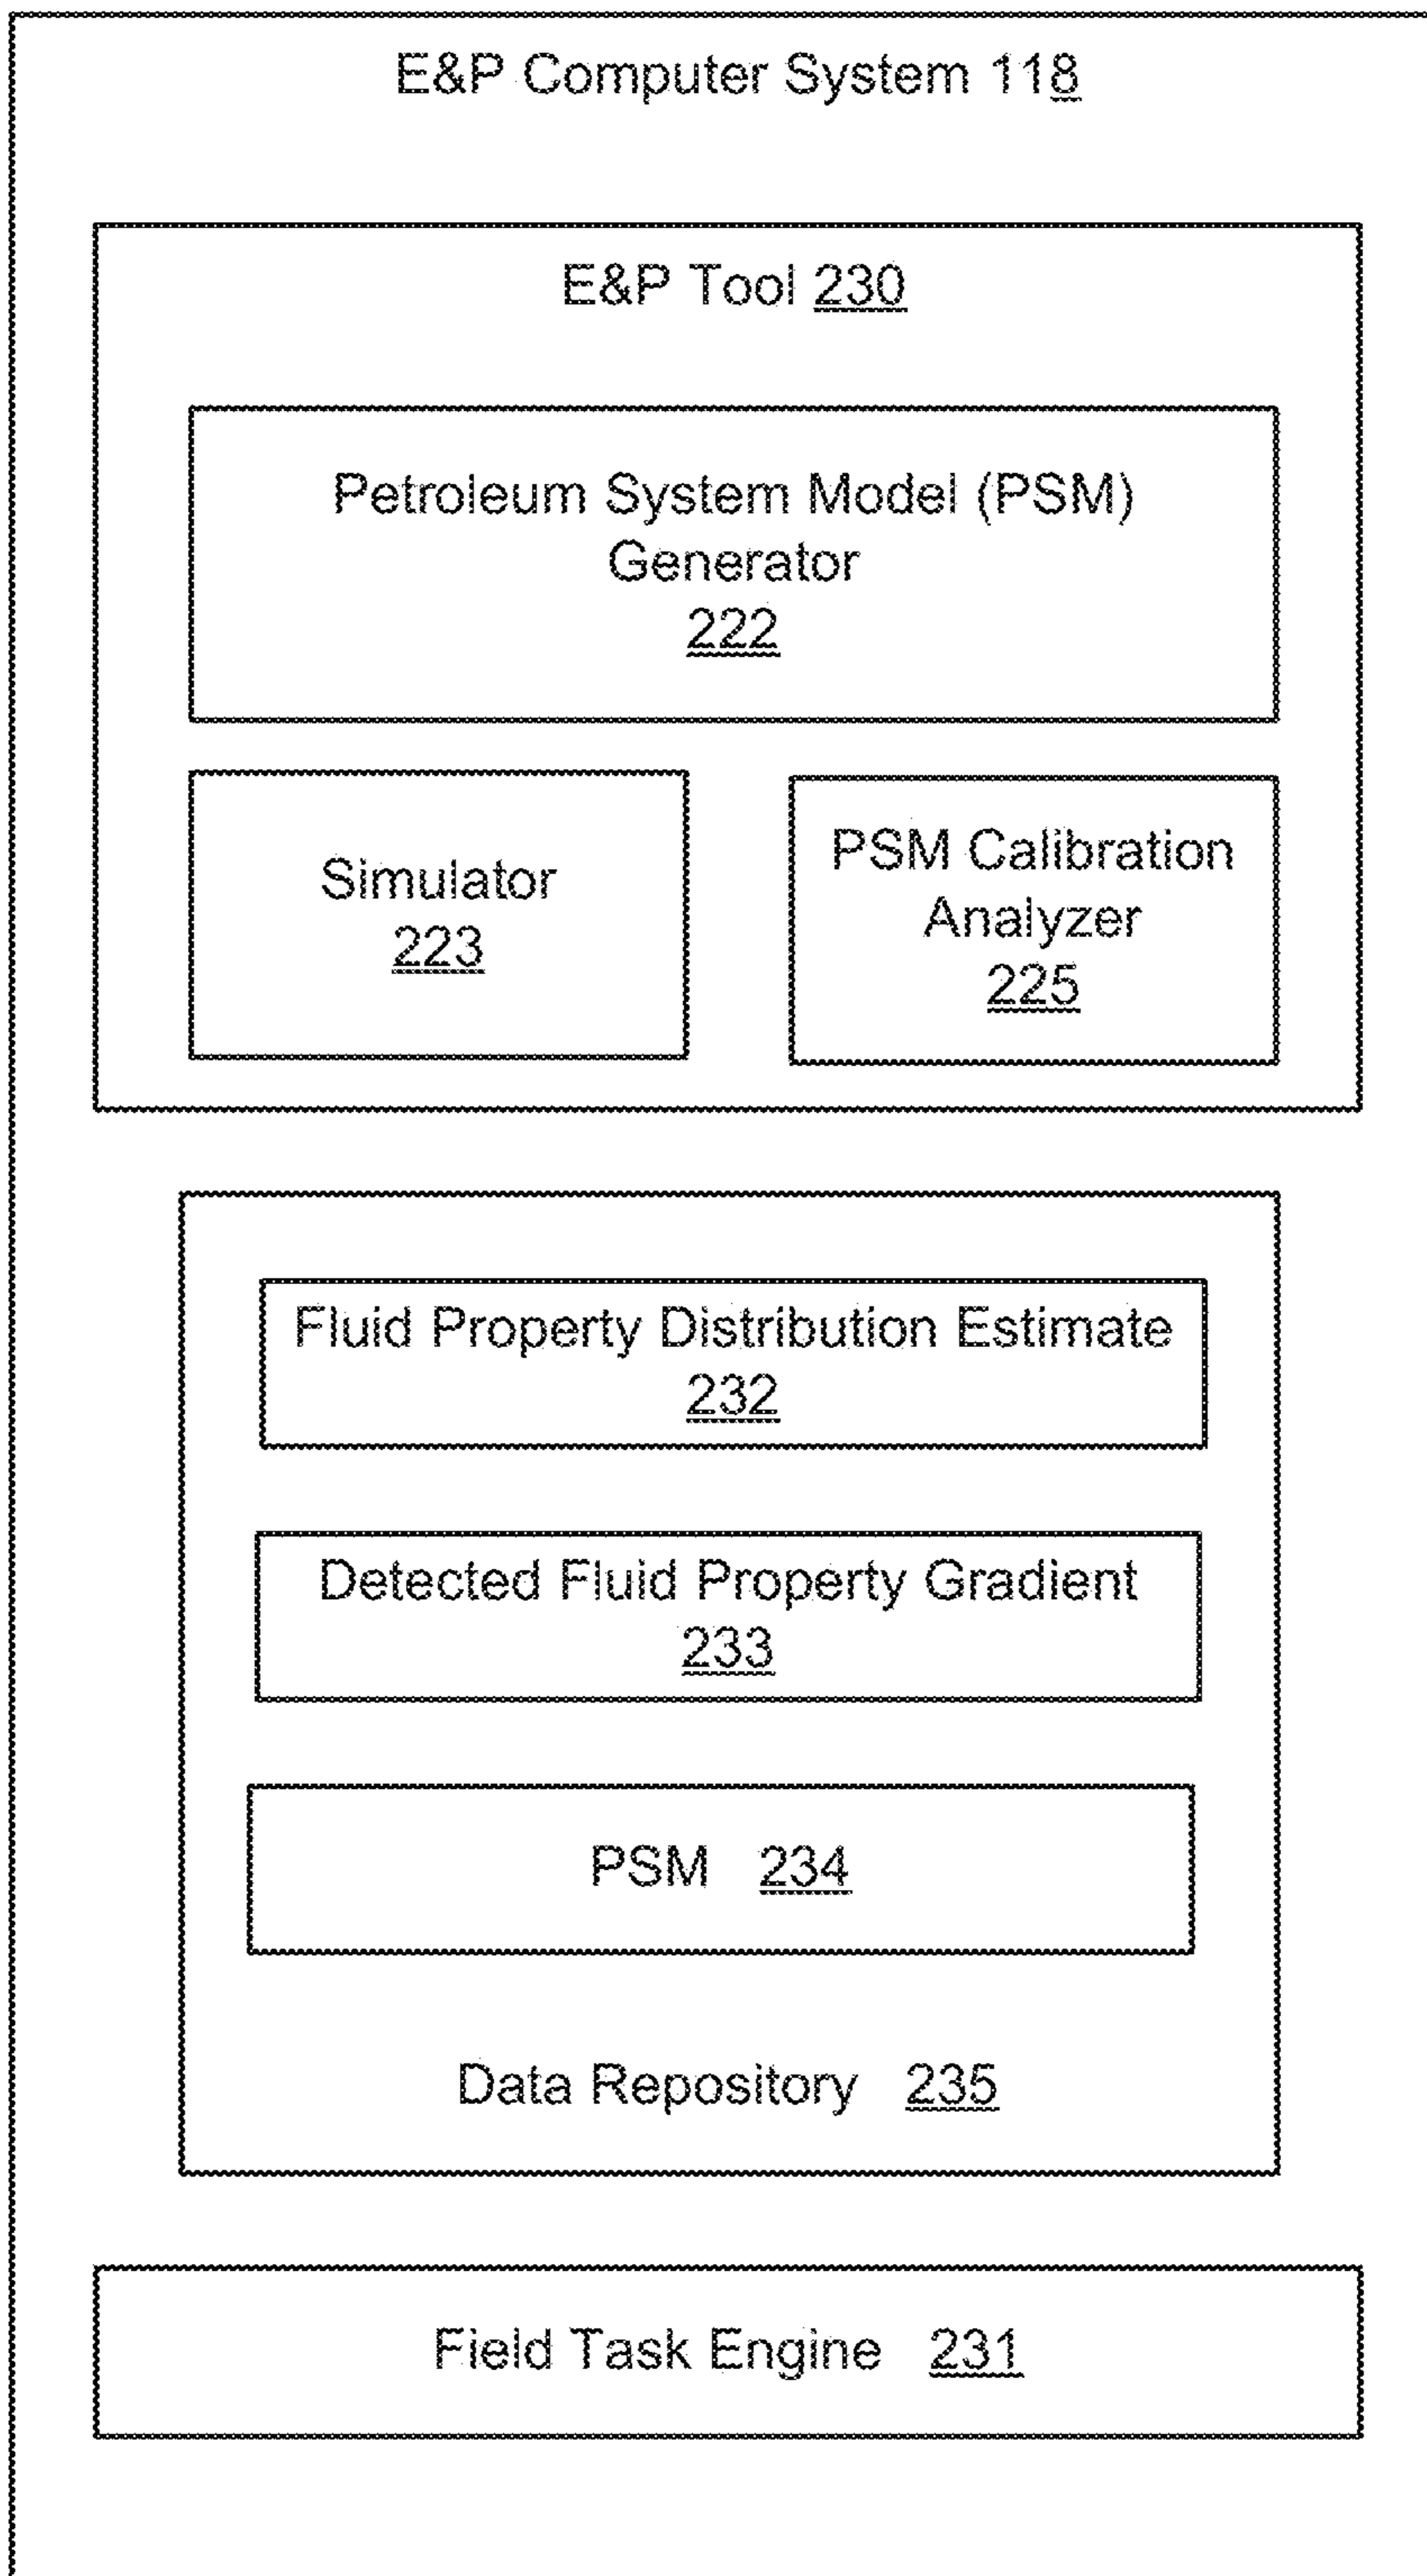 E&P Computer System 118
E&P Tool 230
Petroleum System Model (PSM)
Generator
222
Simulator
223
PSM Calibration
Analyzer
225
Fluid Property Distribution Estimate
232
Detected Fluid Property Gradient
233
PSM 234
Data Repository 235
Field Task Engine 231